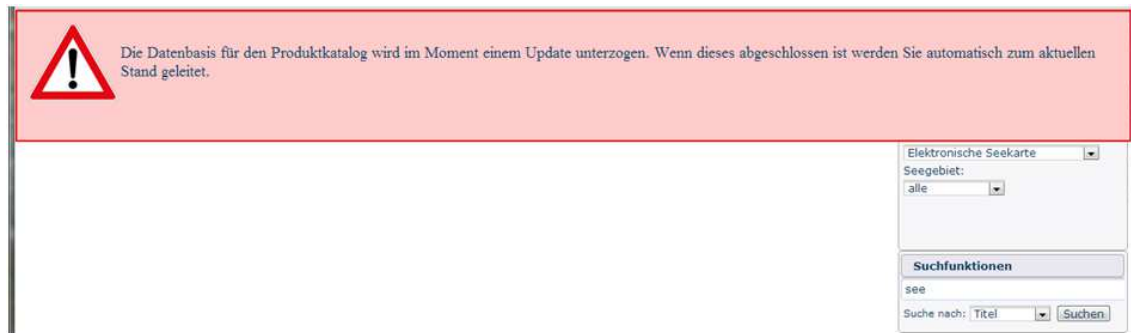 Die Datenbasis für den Produktkatalog wird im Moment einem Update unterzogen. Wenn dieses abgeschlossen ist werden Sie automatisch zum aktuellen
Stand geleitet.
Elektronische Seekarte
Seegebiet:
alle
Suchfunktionen
see
Suche nach: Titel Suchen